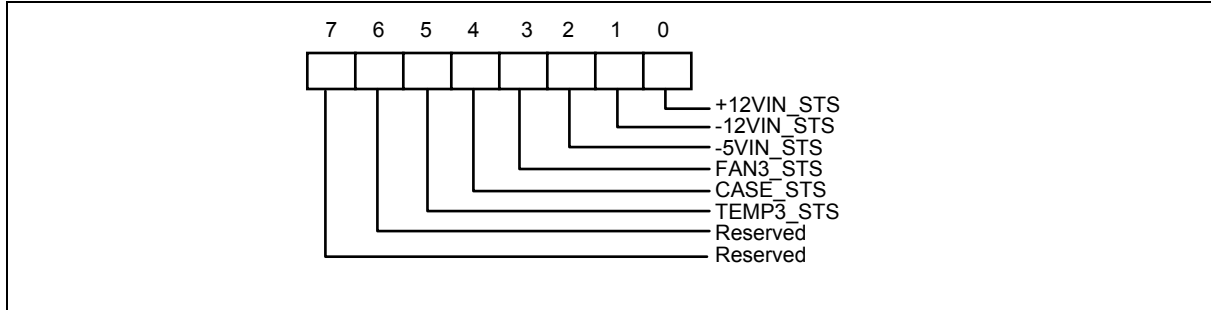 7 6 5 4 3 2 1 0
+12VIN_STS
-12VIN_STS
-5VIN_STS
FAN3_STS
CASE_STS
TEMP3_STS
Reserved
Reserved